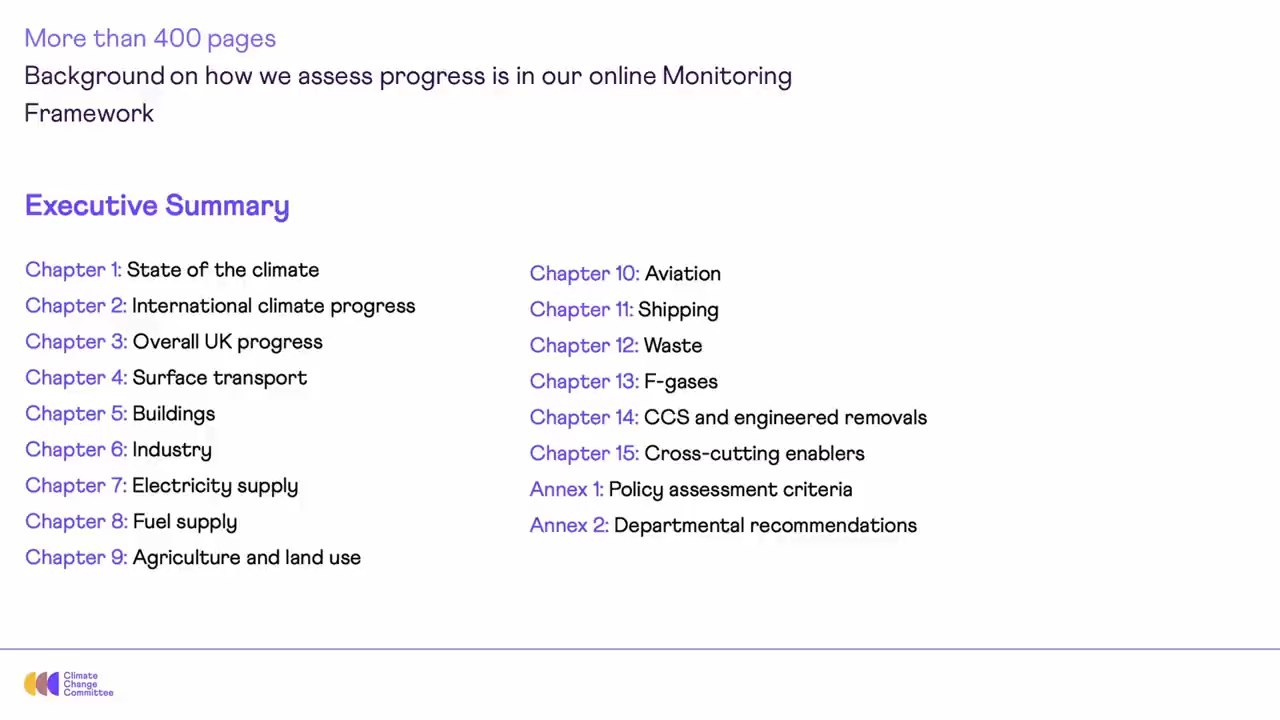 More than 400 pages
Background on how we assess progress is in our online Monitoring
Framework
Executive Summary
Chapter 1: State of the climate
Chapter 2: International climate progress
Chapter 3: Overall UK progress
Chapter 4: Surface transport
Chapter 5: Buildings
Chapter 6: Industry
Chapter 7: Electricity supply
Chapter 8: Fuel supply
Chapter 9: Agriculture and land use
Chapter 10: Aviation
Chapter 11: Shipping
Chapter 12: Waste
Chapter 13: F-gases
Chapter 14: CCS and engineered removals
Chapter 15: Cross-cutting enablers
Annex 1: Policy assessment criteria
Annex 2: Departmental recommendations
Climate
Change
Committee